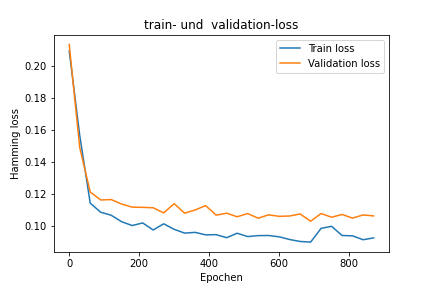 train- und  validation-loss
Train loss
Validation loss
Hamming loss
0.20
0.18
0.16
0.14
0.12
0.10
0 200 400 600 800
Epochen